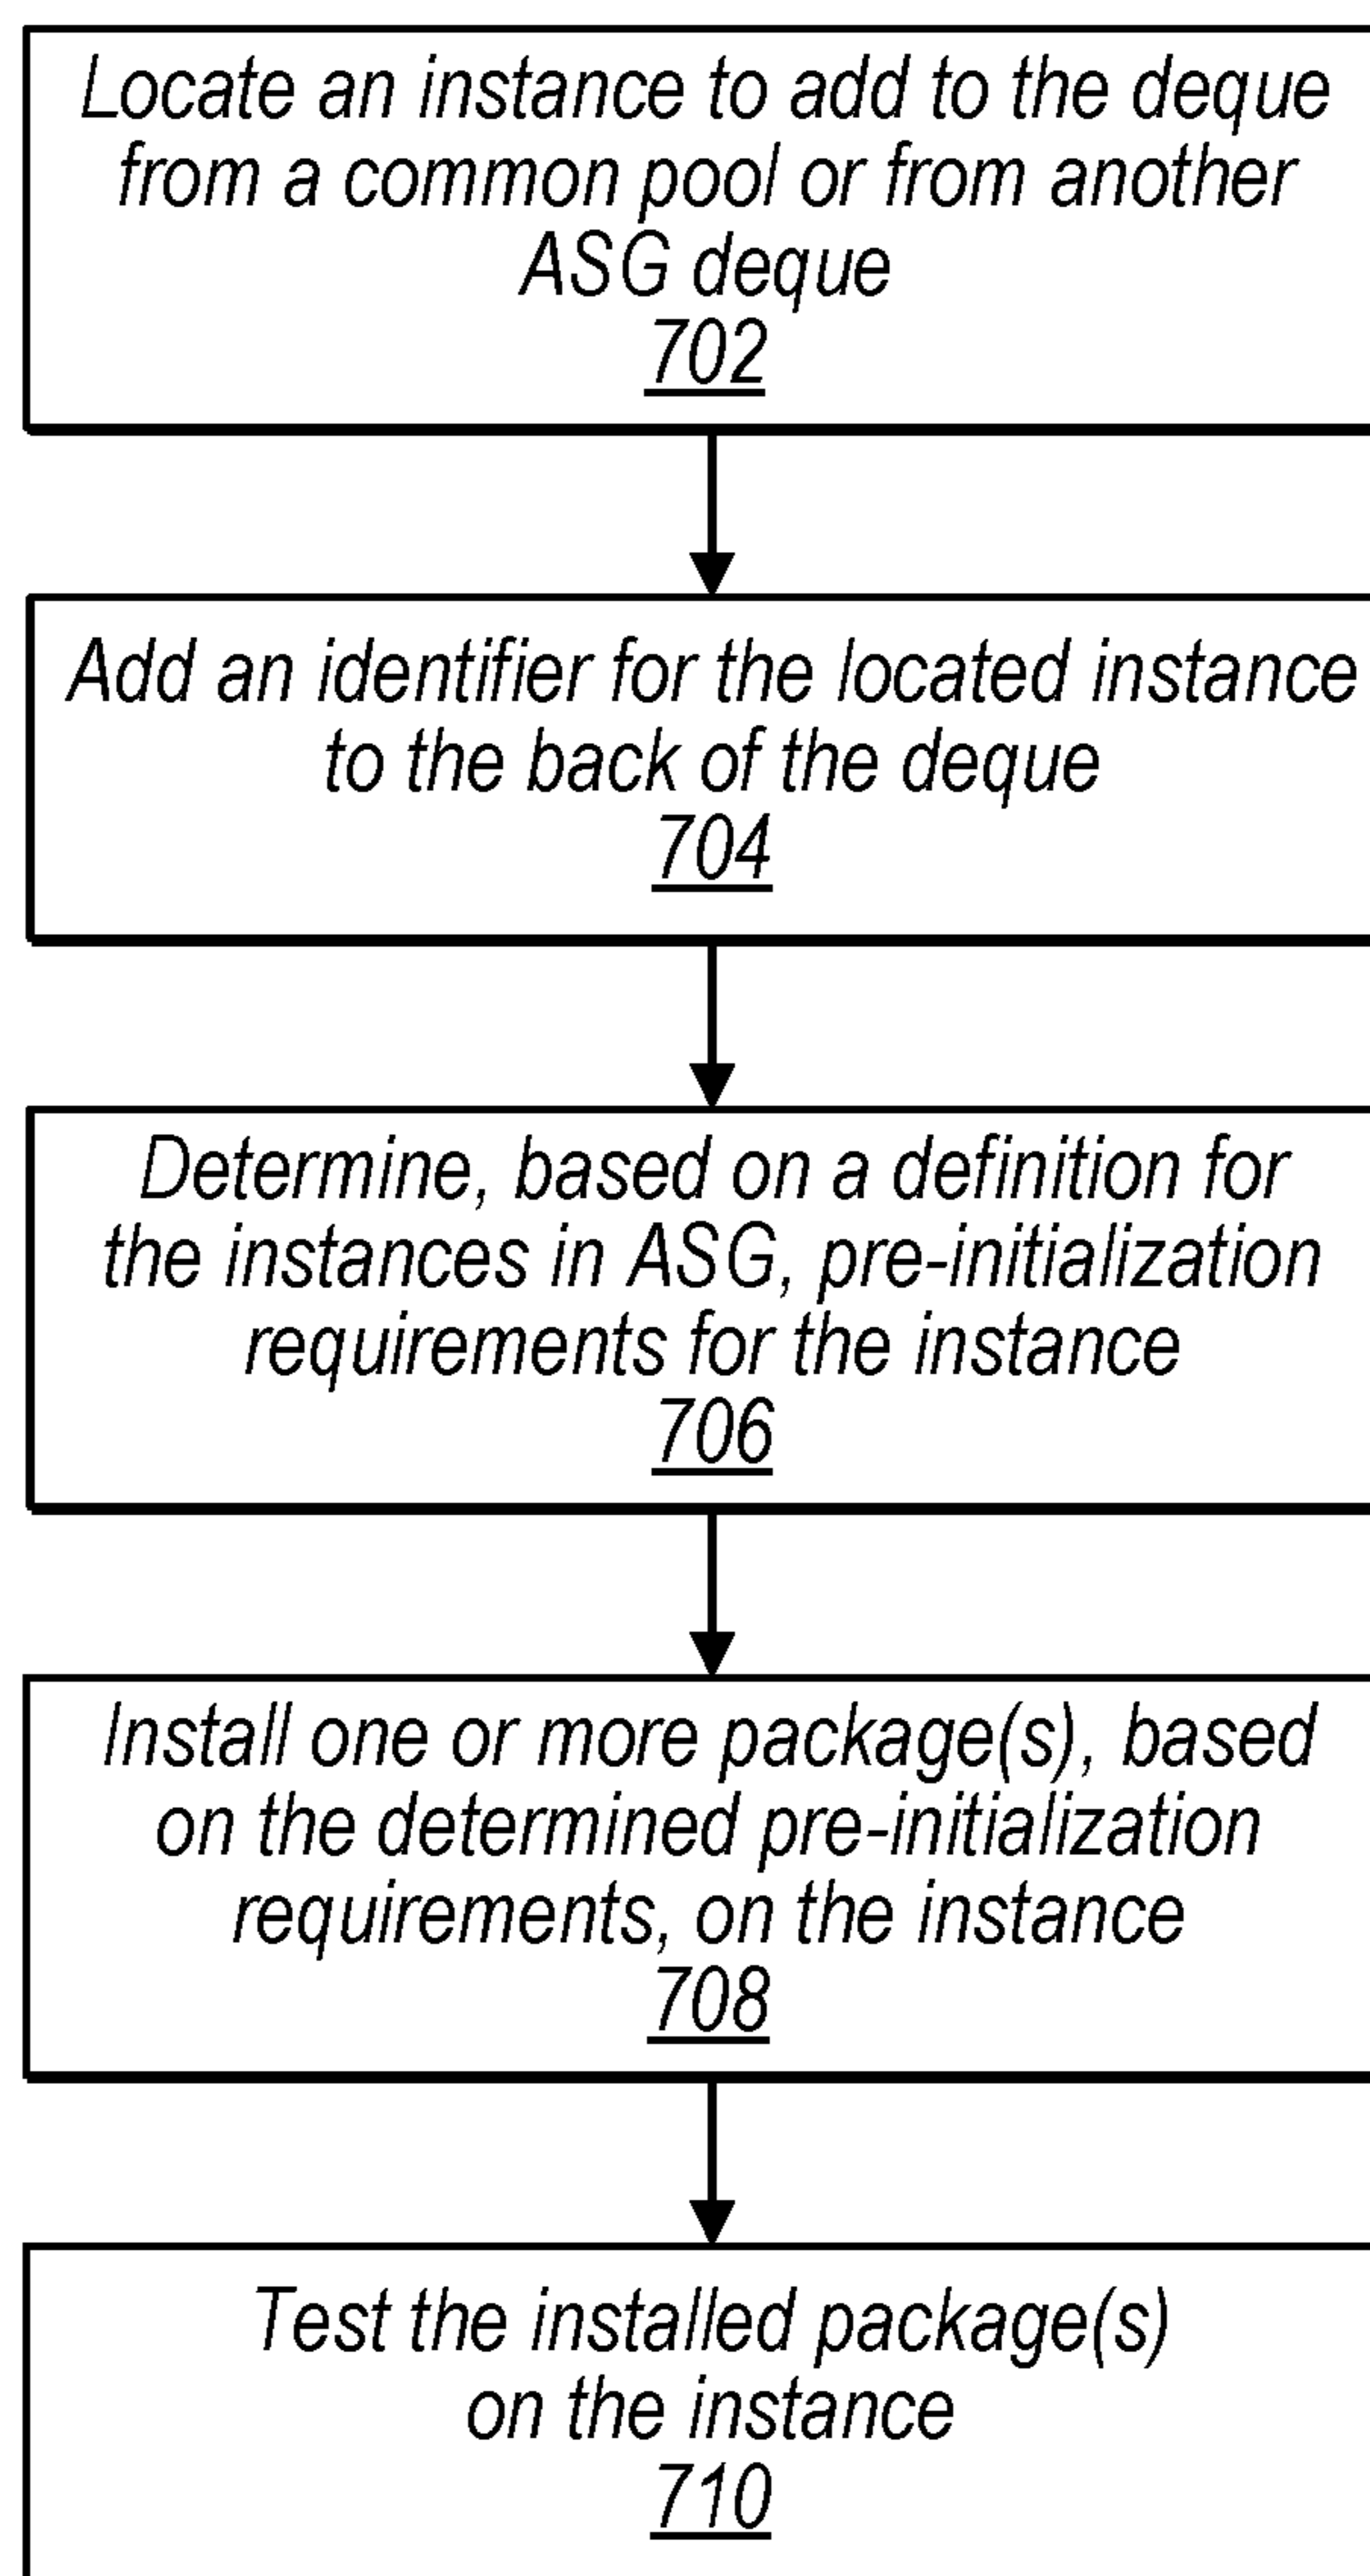 Locate an instance to add to the deque
from a common pool or from another
ASG deque
702
Add an identifier for the located instance
to the back of the deque
704
Determine, based on a definition for
the instances in ASG, pre-initialization
requirements for the instance
706
Install one or more package(s), based
on the determined pre-initialization
requirements, on the instance
708
Test the installed package(s)
on the instance
710